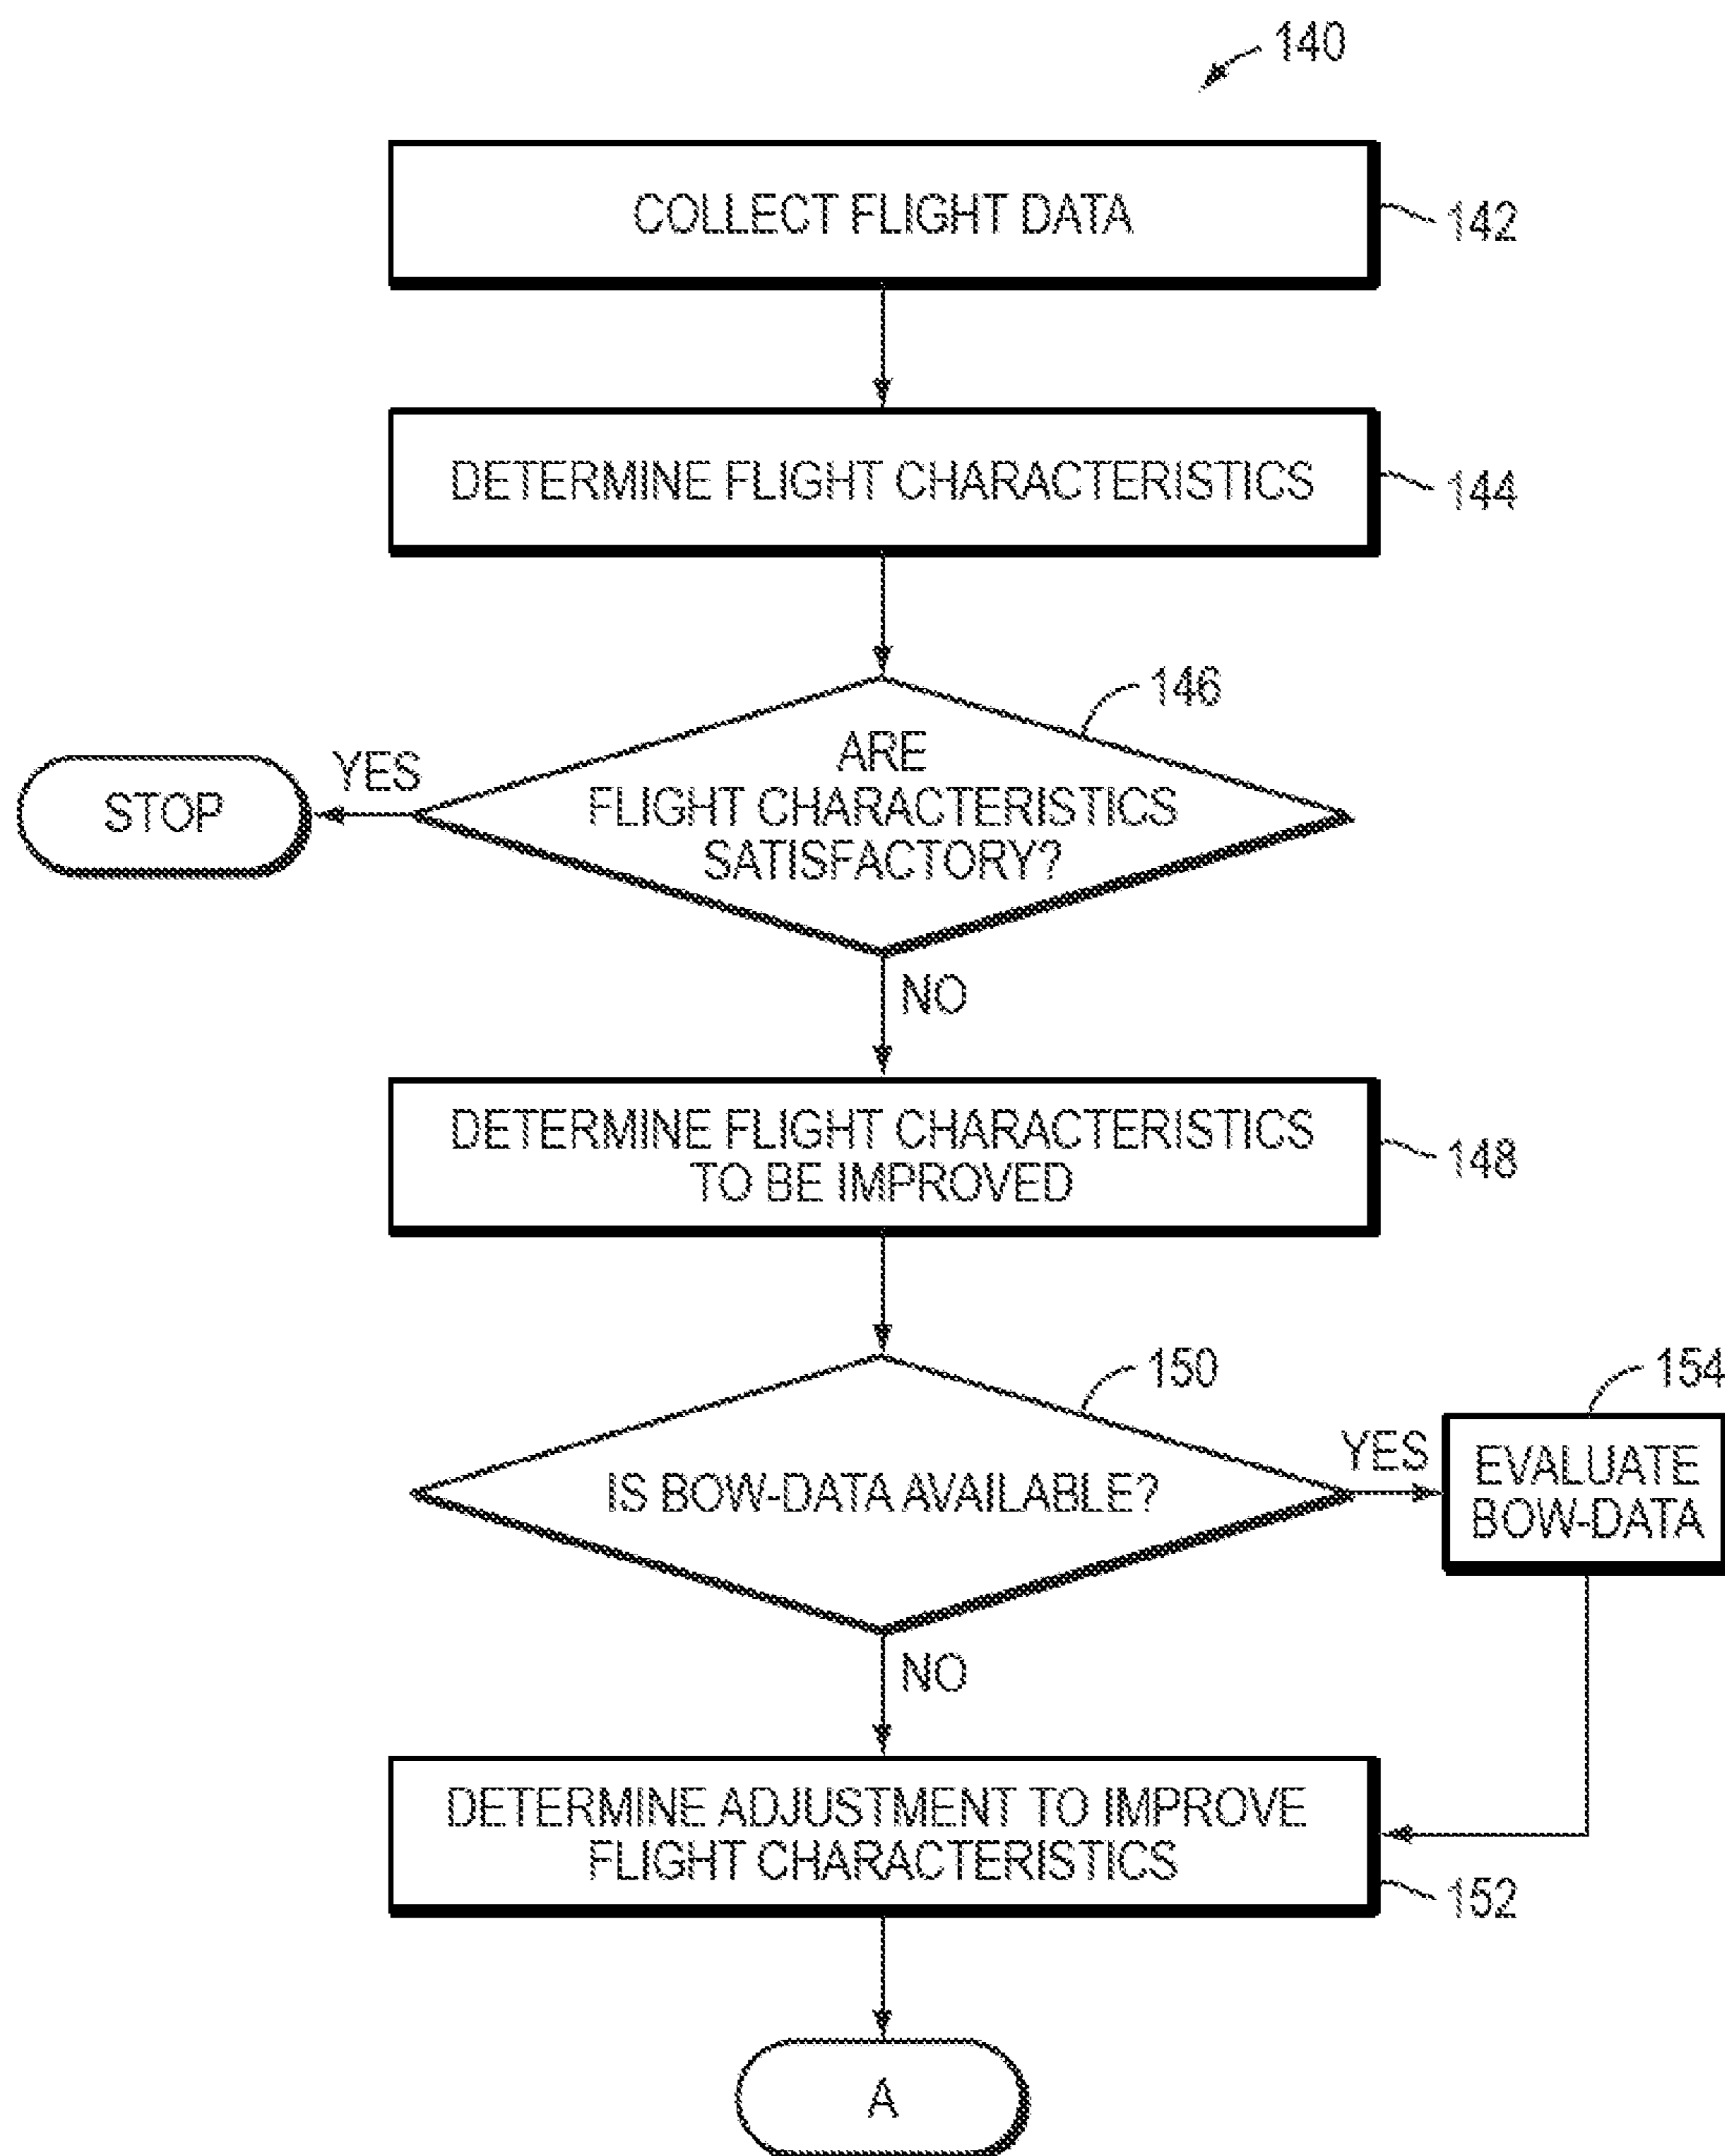 140
COLLECT FLIGHT DATA
142
DETERMINE FLIGHT CHARACTERISTICS
144
146
ARE
FLIGHT CHARACTERISTICS
SATISFACTORY?
YES
STOP
NO
DETERMINE FLIGHT CHARACTERISTICS
TO BE IMPROVED
148
150
IS BOW-DATA AVAILABLE?
YES
154
EVALUATE
BOW-DATA
NO
DETERMINE ADJUSTMENT TO IMPROVE
FLIGHT CHARACTERISTICS
152
A